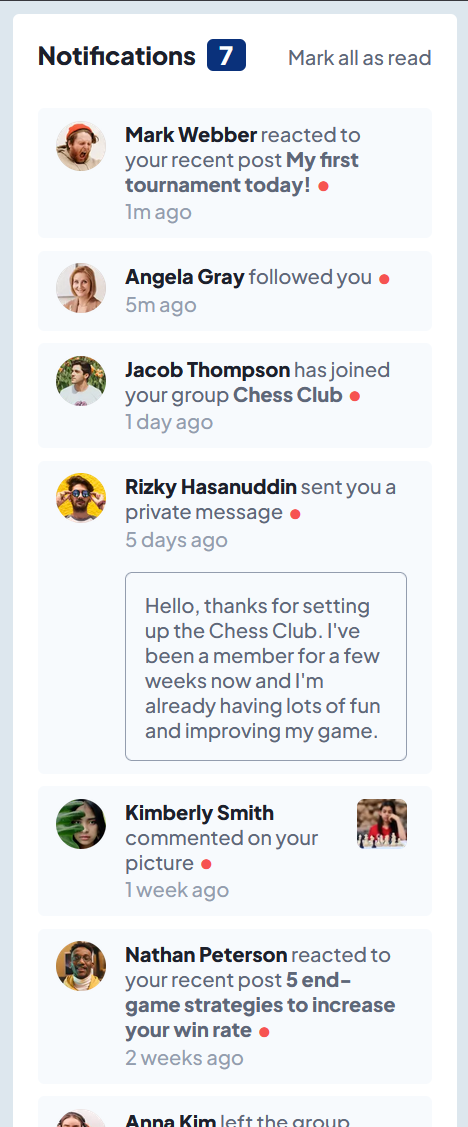 Notifications 7 Mark all as read
Mark Webber reacted to
your recent post My first
tournament today!
1m ago
Angela Gray followed you
5m ago
Jacob Thompson has joined
your group Chess Club
1 day ago
Rizky Hasanuddin sent you a
private message
5 days ago
Hello, thanks for setting
up the Chess Club. I've
been a member for a few
weeks now and I'm
already having lots of fun
and improving my game.
Kimberly Smith
commented on your
picture
1 week ago
Nathan Peterson reacted to
your recent post 5 end-
game strategies to increase
your win rate
2 weeks ago
Anna Kim left the group